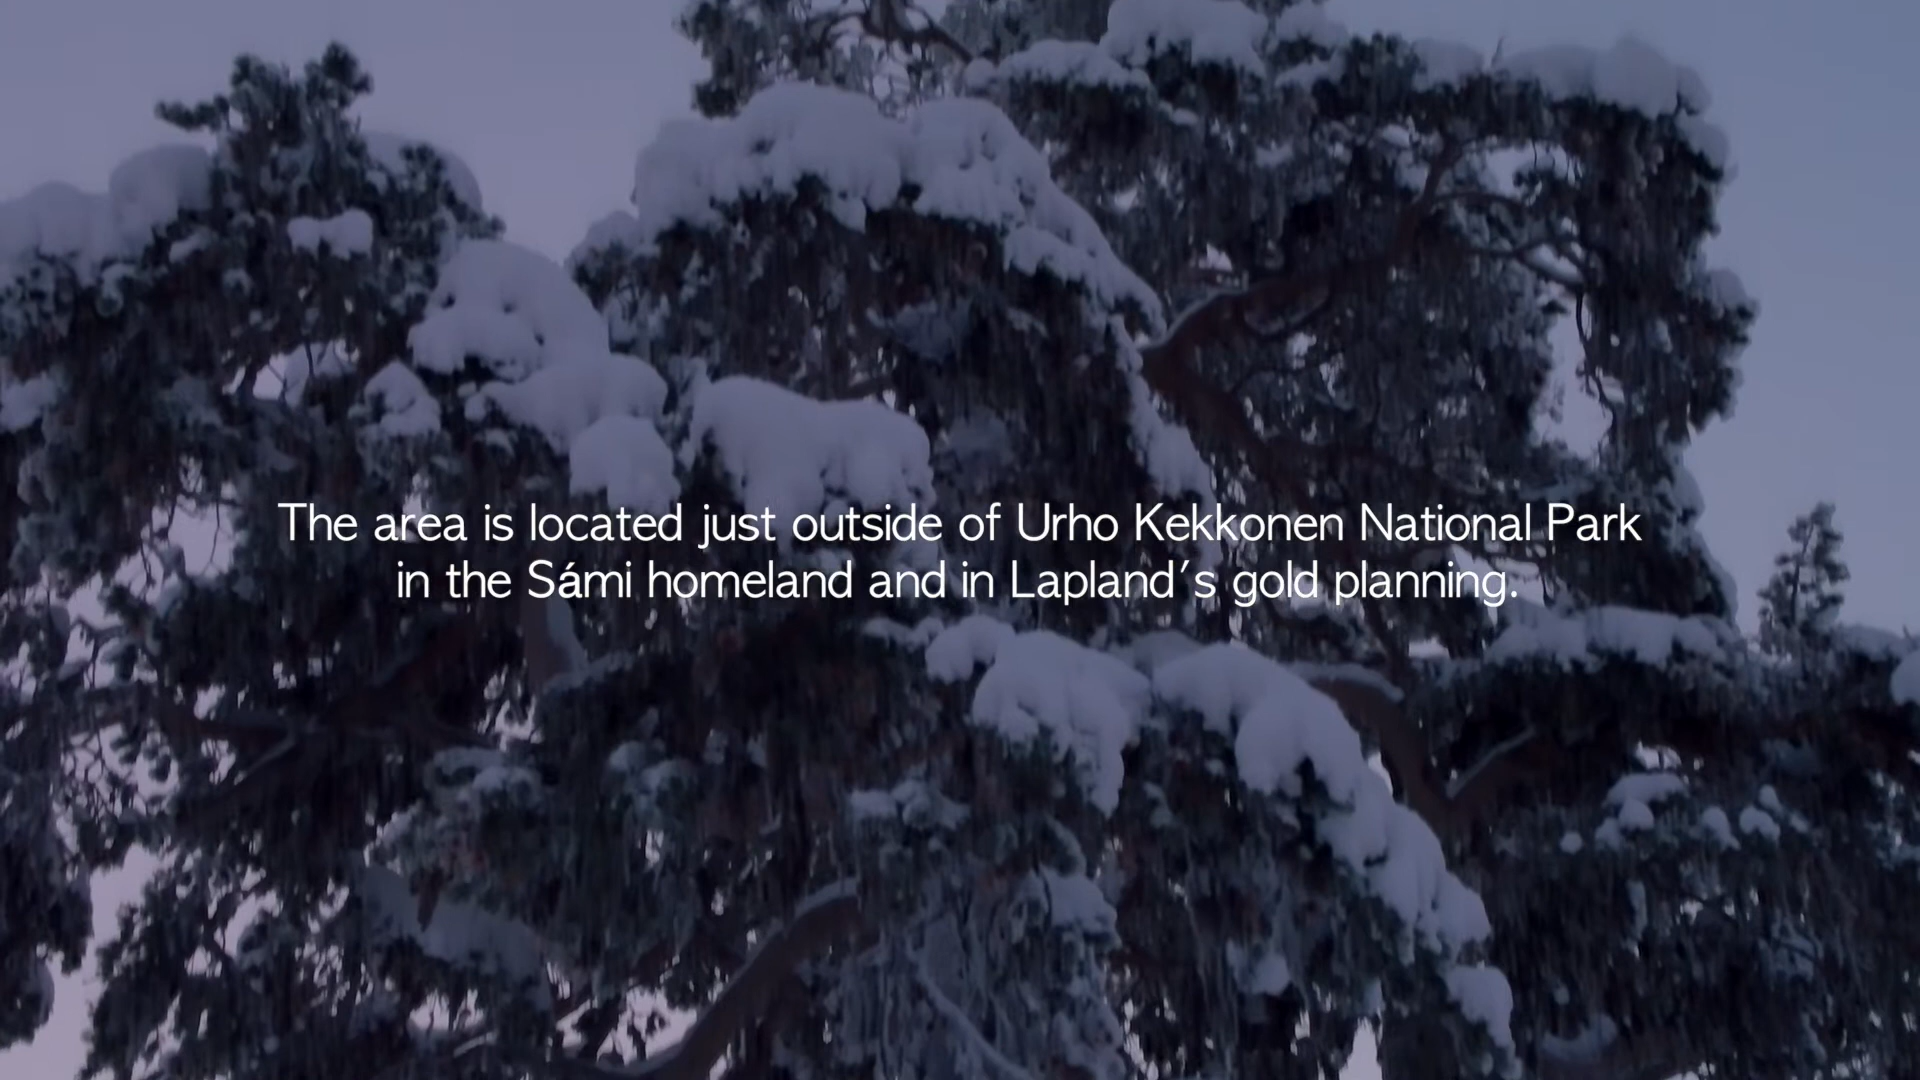 The area is located just outside of Urho Kekkonen National Park
in the Sámi homeland and in Lapland's gold planning.